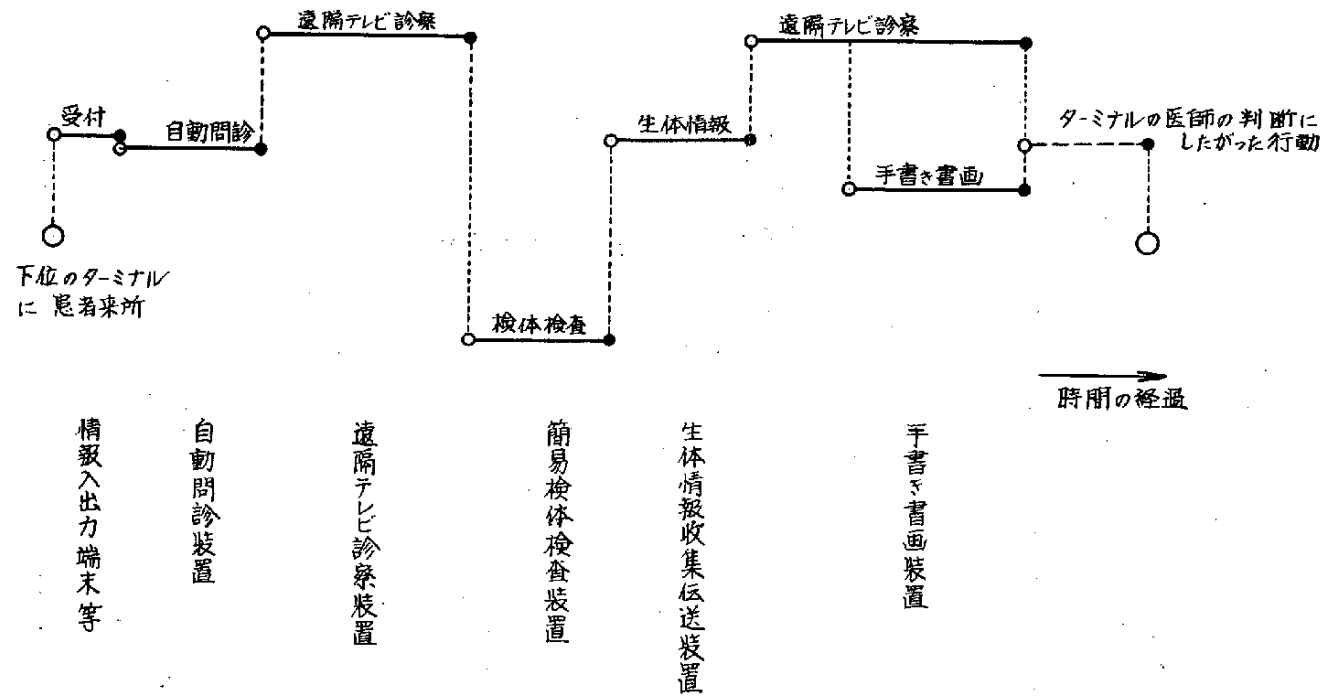 遠隔テレビ診察
遠隔テレビ診察
受付
自動問診
生体情報
ターミナルの医師の判断に
したがった行動
手書き書画
下位のターミナル
に患者来所
検体検査
時間の経過
情報入出力端末等
自動問診装置
遠隔テレビ診察装置
簡易検体検査装置
生体情報収集伝送装置
手書き書画装置